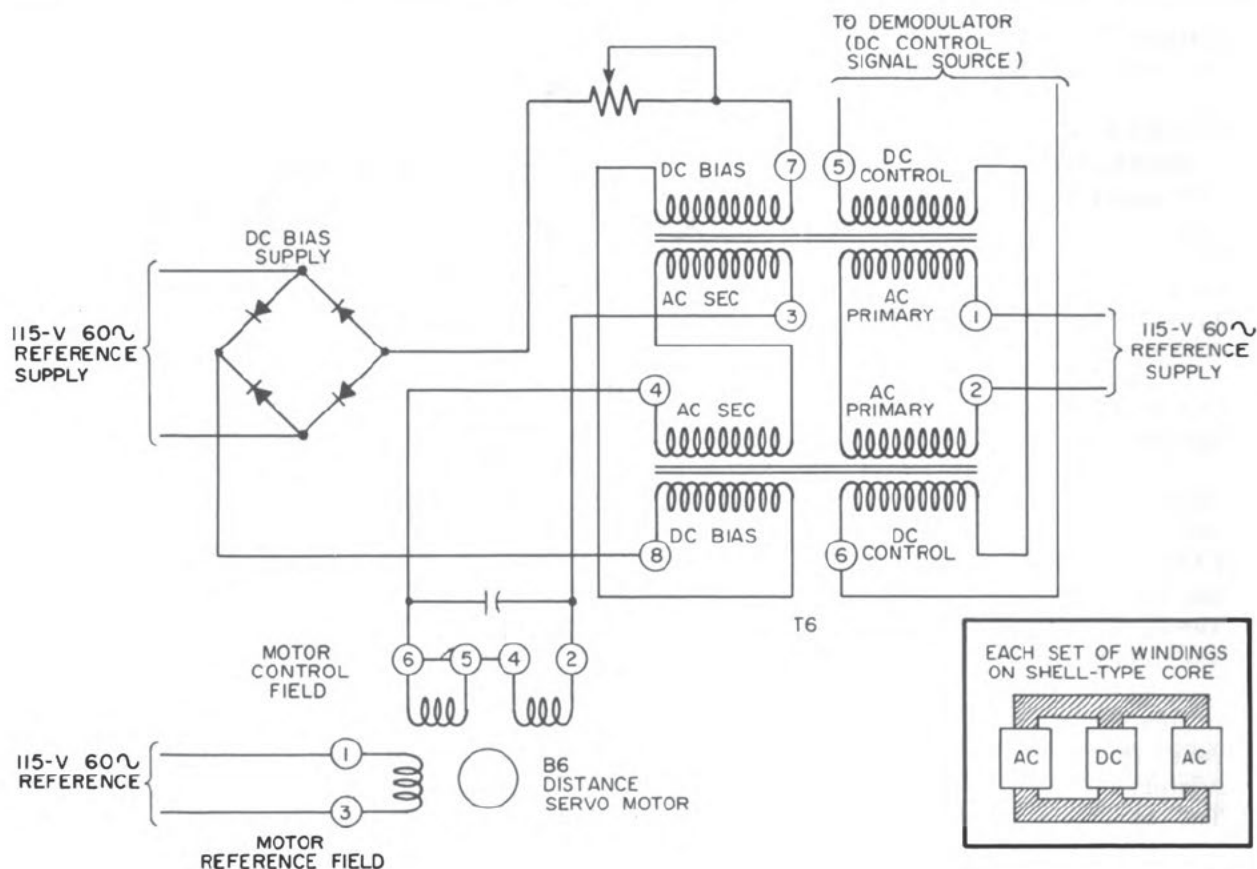 TO DEMODULATOR
(DC CONTROL
SIGNAL SOURCE)
7
5
DC BIAS
DC
CONTROL
DC BIAS
SUPPLY
115-V 60~
REFERENCE
SUPPLY
AC SEC
3
AC
PRIMARY
1
115-V 60~
REFERENCE
SUPPLY
4
AC SEC
AC
PRIMARY
2
DC BIAS
8
DC
CONTROL
6
T6
MOTOR
CONTROL
FIELD
6
5
4
2
115-V 60~
REFERENCE
1
3
B6
DISTANCE
SERVO MOTOR
MOTOR
REFERENCE FIELD
EACH SET OF WINDINGS
ON SHELL-TYPE CORE
AC
DC
AC